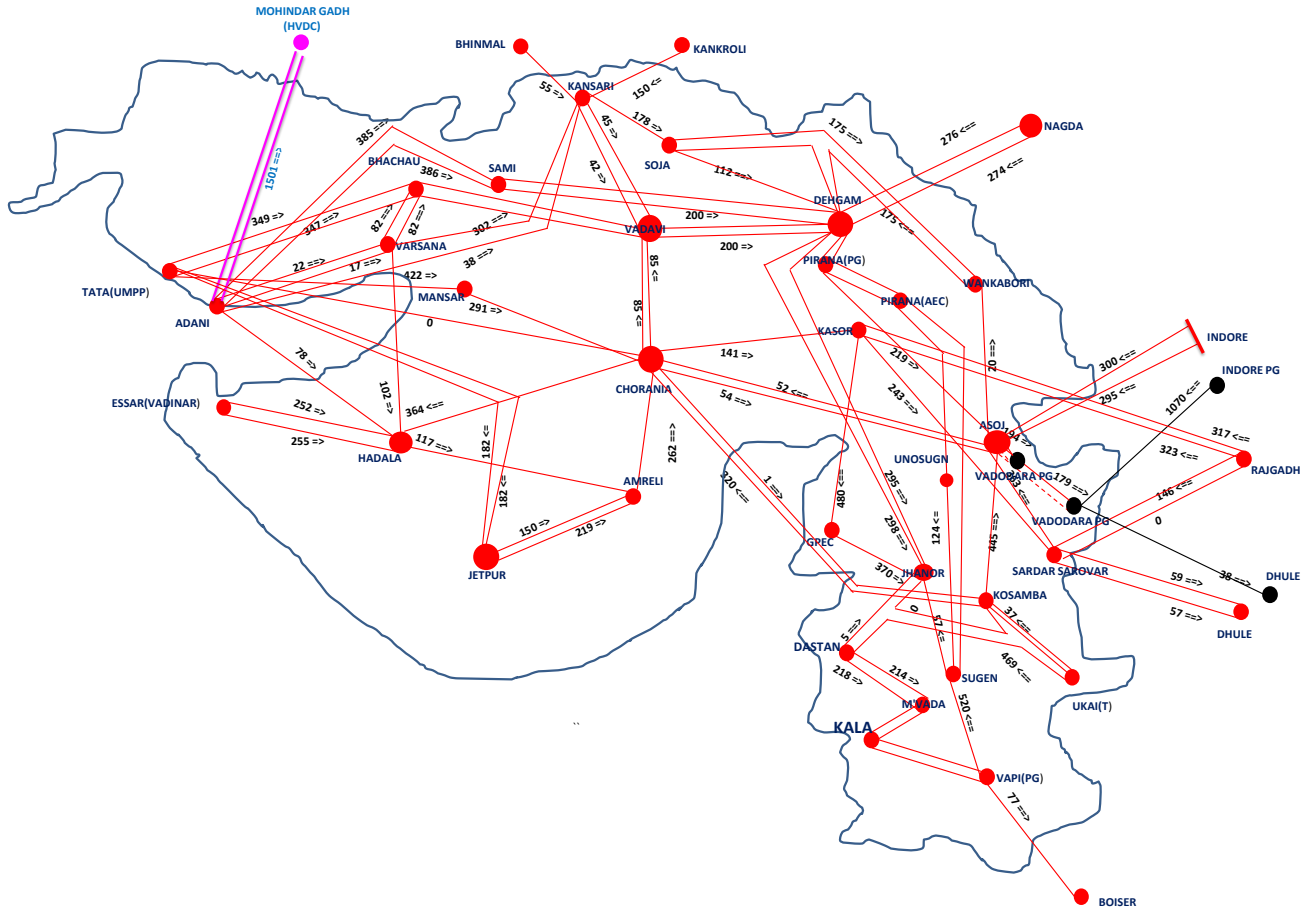 MOHINDAR GADH
(HVDC)
BHINMAL
KANKROLI
KANSARI
55 =>
150 <=
45 =>
178 =>
175 ==>
276 <==
NAGDA
385 ==>
BHACHAU
SAMI
386 =>
42 =>
SOJA
112 ==>
274 <==
1501 ==>
DEHGAM
349 =>
347 ==>
82 =>
82 =>
302 ==>
VADAVI
200 =>
200 =>
175 <==
VARSANA
22 ==>
17 ==>
38 ==>
422 =>
85 <=
85 <=
PIRANA(PG)
WANKABORI
TATA(UMPP)
MANSAR
291 =>
PIRANA(AEC)
ADANI
0
KASOR
INDORE
78 =>
141 =>
219 =>
20 ==>
300 <==
INDORE PG
CHORANIA
52 <==
54 ==>
243 <==
295 <==
1070 <==
ESSAR(VADINAR)
252 =>
102 =>
364 <==
255 =>
117 ==>
HADALA
182 <=
182 <=
292 ==>
ASOJ
194 =>
317 <==
323 <==
RAJGADH
UNOSUGN
VADODARA PG
179 ==>
AMRELI
320 <==
1 ==>
480 <==
295 ==>
298 ==>
146 <==
0
VADODARA PG
150 =>
219 =>
GPEC
124 <=
445 ==>
JETPUR
370 =>
JHANOR
SARDAR SAROVAR
59 ==>
57 ==>
38 ==>
DHULE
DHULE
KOSAMBA
0
57 <=
37 <==
5 ==>
DASTAN
469 <==
218 =>
214 =>
SUGEN
UKAI(T)
M'VADA
520 <==
KALA
VAPI(PG)
77 ==>
BOISER
``